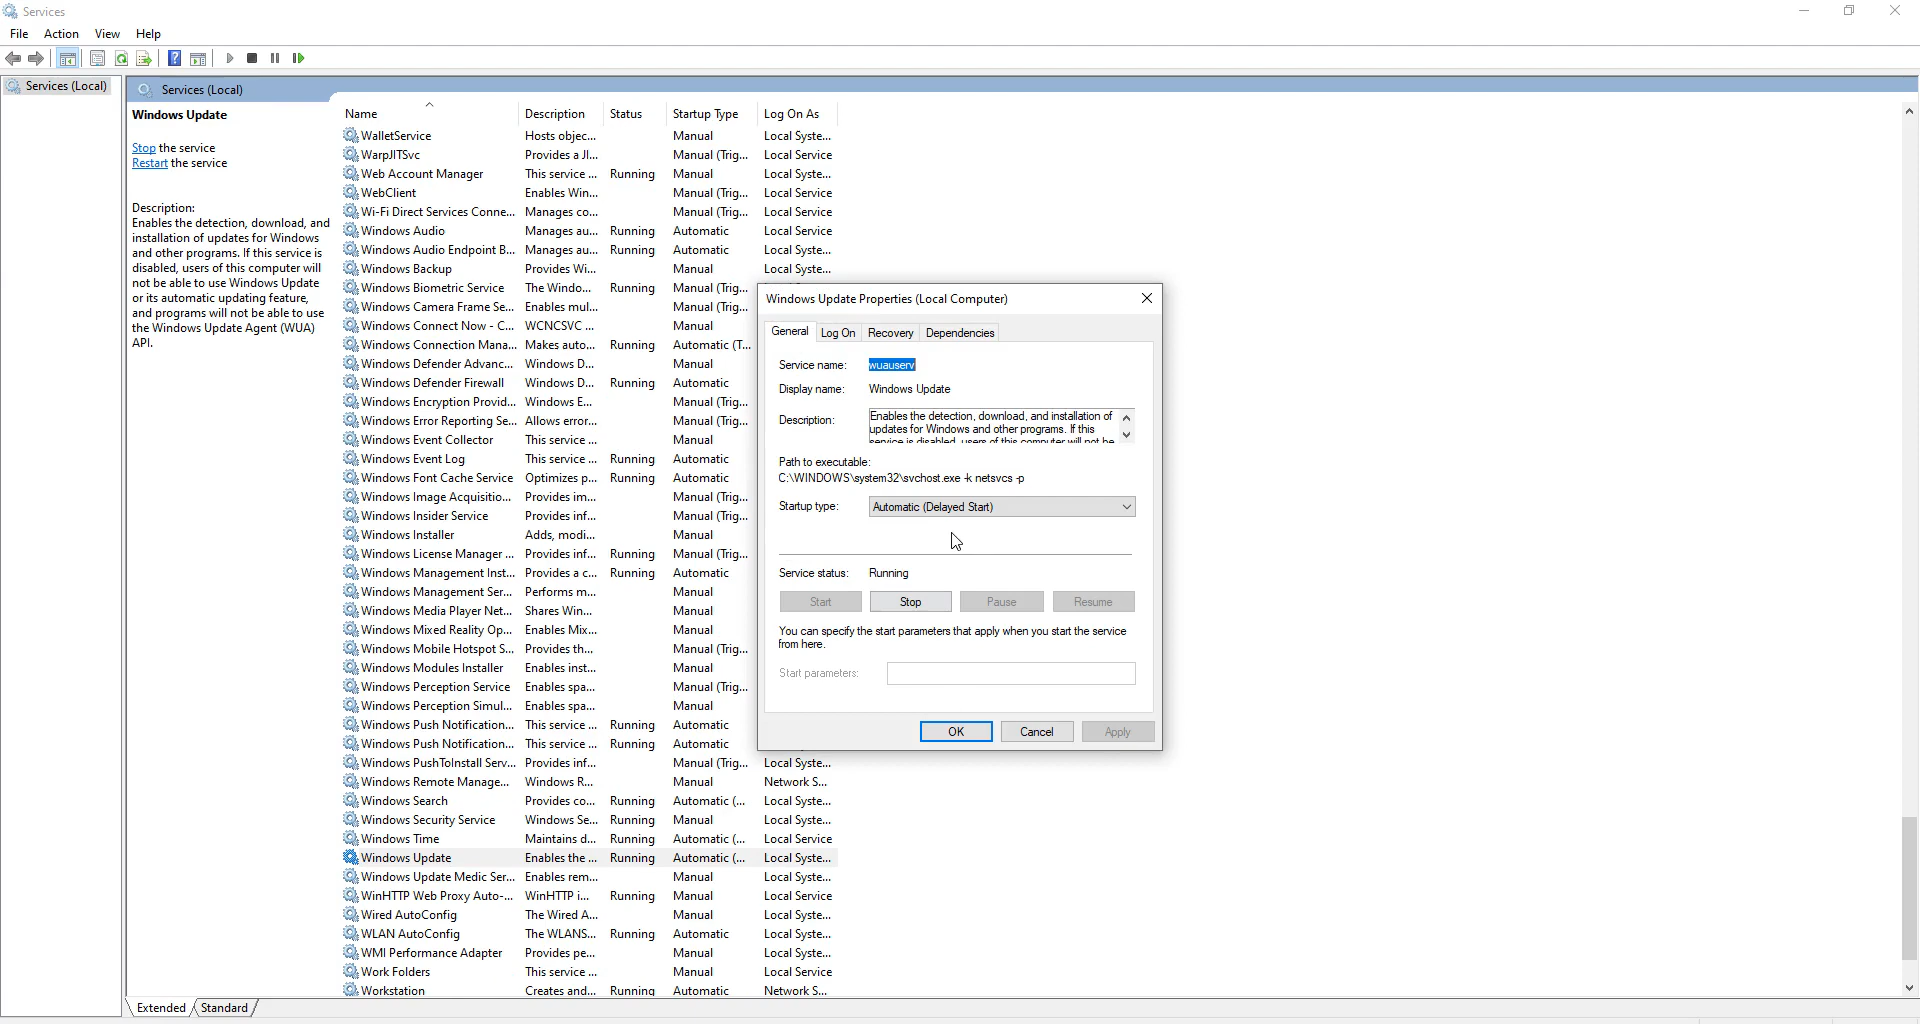 Services
File Action View Help
Services (Local)
Services (Local)
Windows Update
Stop the service
Restart the service
Description:
Enables the detection, download, and
installation of updates for Windows
and other programs. If this service is
disabled, users of this computer will
not be able to use Windows Update
or its automatic updating feature,
and programs will not be able to use
the Windows Update Agent (WUA)
API.
Name Description Status Startup Type Log On As
WalletService Hosts objec... Manual Local Syste...
WarpJITSvc Provides a JI... Manual (Trig... Local Service
Web Account Manager This service ... Running Manual Local Syste...
WebClient Enables Win... Manual (Trig... Local Service
Wi-Fi Direct Services Conne... Manages co... Manual (Trig... Local Service
Windows Audio Manages au... Running Automatic Local Service
Windows Audio Endpoint B... Manages au... Running Automatic Local Syste...
Windows Backup Provides Wi... Manual Local Syste...
Windows Biometric Service The Windo... Running Manual (Trig...
Windows Camera Frame Se... Enables mul... Manual (Trig...
Windows Connect Now - C... WCNCSVC ... Manual
Windows Connection Mana... Makes auto... Running Automatic (T...
Windows Defender Advanc... Windows D... Manual
Windows Defender Firewall Windows D... Running Automatic
Windows Encryption Provid... Windows E... Manual (Trig...
Windows Error Reporting Se... Allows error... Manual (Trig...
Windows Event Collector This service ... Manual
Windows Event Log This service ... Running Automatic
Windows Font Cache Service Optimizes p... Running Automatic
Windows Image Acquisitio... Provides im... Manual (Trig...
Windows Insider Service Provides inf... Manual (Trig...
Windows Installer Adds, modi... Manual
Windows License Manager ... Provides inf... Running Manual (Trig...
Windows Management Inst... Provides a c... Running Automatic
Windows Management Ser... Performs m... Manual
Windows Media Player Net... Shares Win... Manual
Windows Mixed Reality Op... Enables Mix... Manual
Windows Mobile Hotspot S... Provides th... Manual (Trig...
Windows Modules Installer Enables inst... Manual
Windows Perception Service Enables spa... Manual (Trig...
Windows Perception Simul... Enables spa... Manual
Windows Push Notification... This service ... Running Automatic
Windows Push Notification... This service ... Running Automatic
Windows PushToInstall Serv... Provides inf... Manual (Trig... Local Syste...
Windows Remote Manage... Windows R... Manual Network S...
Windows Search Provides co... Running Automatic (... Local Syste...
Windows Security Service Windows Se... Running Manual Local Syste...
Windows Time Maintains d... Running Automatic (... Local Service
Windows Update Enables the ... Running Automatic (... Local Syste...
Windows Update Medic Ser... Enables rem... Manual Local Syste...
WinHTTP Web Proxy Auto-... WinHTTP i... Running Manual Local Service
Wired AutoConfig The Wired A... Manual Local Syste...
WLAN AutoConfig The WLANS... Running Automatic Local Syste...
WMI Performance Adapter Provides pe... Manual Local Syste...
Work Folders This service ... Manual Local Service
Workstation Creates and... Running Automatic Network S...
Windows Update Properties (Local Computer)
General Log On Recovery Dependencies
Service name: wuauserv
Display name: Windows Update
Description: Enables the detection, download, and installation of
updates for Windows and other programs. If this
service is disabled, users of this computer will not be
Path to executable:
C:\WINDOWS\system32\svchost.exe -k netsvcs -p
Startup type: Automatic (Delayed Start)
Service status: Running
Start Stop Pause Resume
You can specify the start parameters that apply when you start the service
from here.
Start parameters:
OK Cancel Apply
Extended Standard